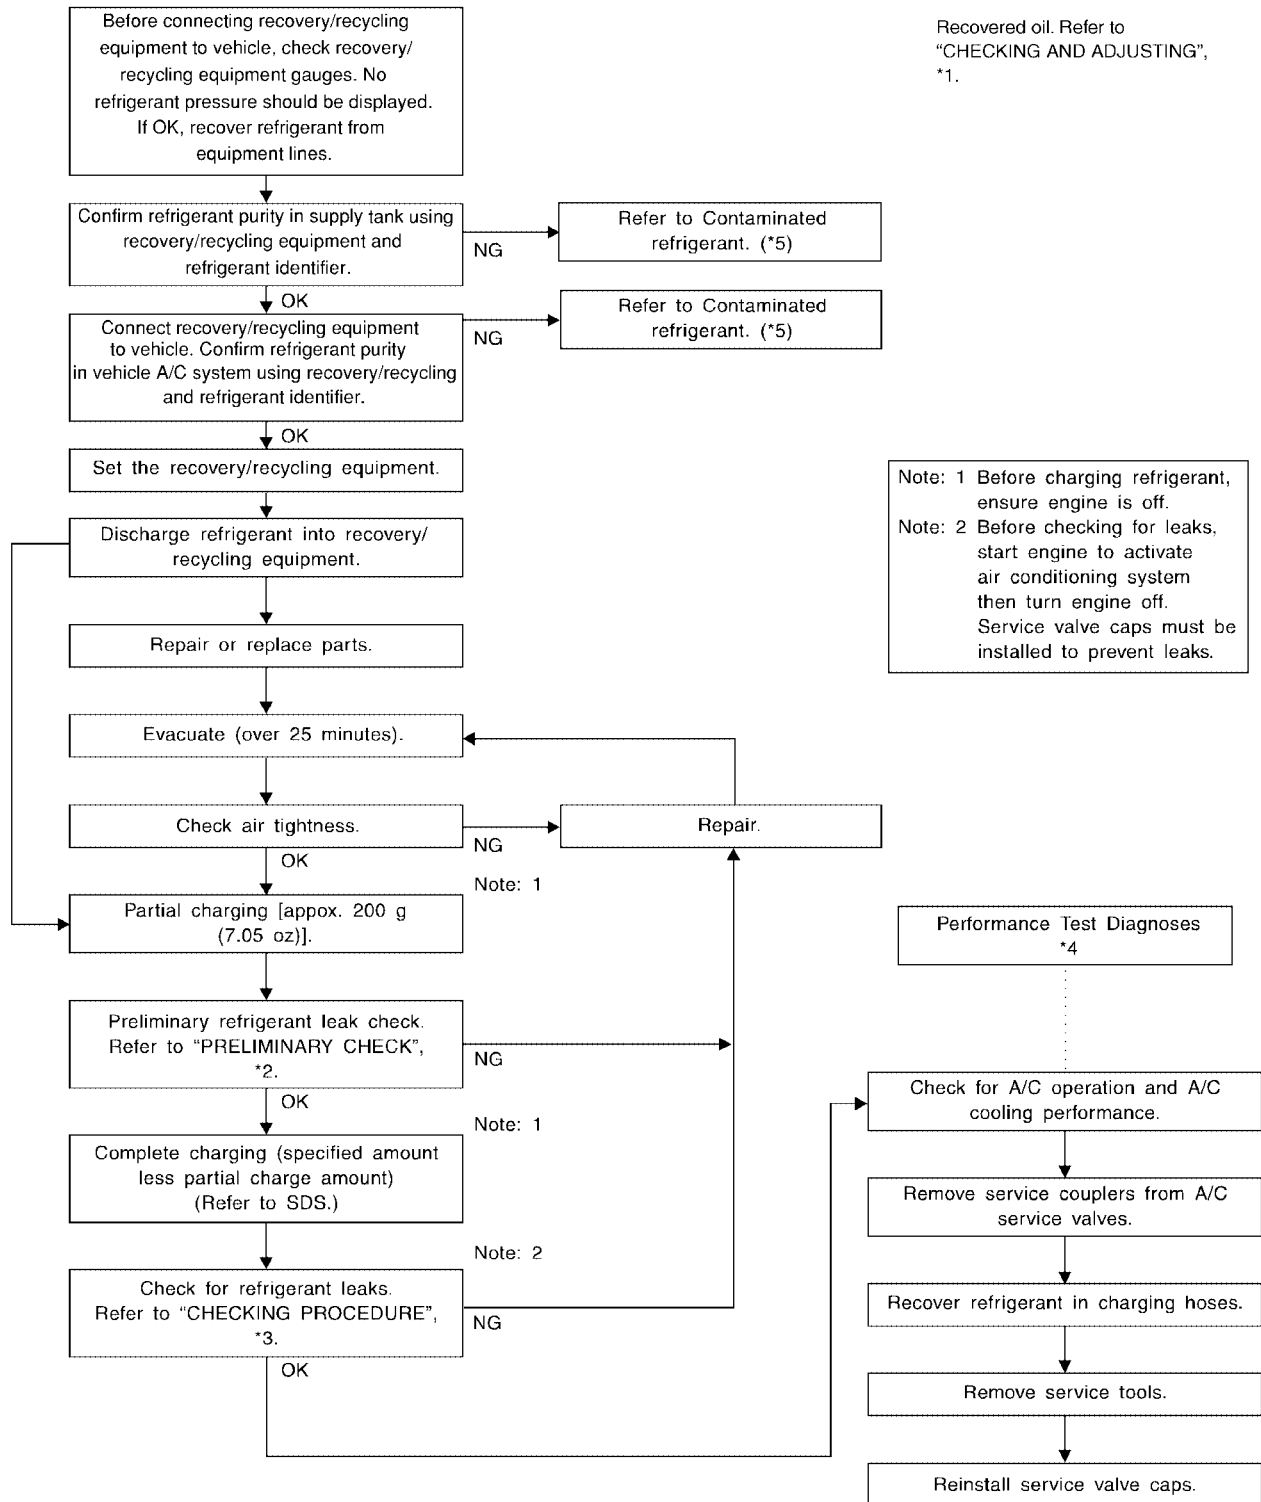 Before connecting recovery/recycling
equipment to vehicle, check recovery/
recycling equipment gauges. No
refrigerant pressure should be displayed.
If OK, recover refrigerant from
equipment lines.
Recovered oil. Refer to
“CHECKING AND ADJUSTING”,
*1.
Confirm refrigerant purity in supply tank using
recovery/recycling equipment and
refrigerant identifier.
NG
Refer to Contaminated
refrigerant. (*5)
OK
Connect recovery/recycling equipment
to vehicle. Confirm refrigerant purity
in vehicle A/C system using recovery/recycling
and refrigerant identifier.
NG
Refer to Contaminated
refrigerant. (*5)
OK
Set the recovery/recycling equipment.
Note: 1 Before charging refrigerant,
ensure engine is off.
Note: 2 Before checking for leaks,
start engine to activate
air conditioning system
then turn engine off.
Service valve caps must be
installed to prevent leaks.
Discharge refrigerant into recovery/
recycling equipment.
Repair or replace parts.
Evacuate (over 25 minutes).
Check air tightness.
NG
Repair.
OK
Note: 1
Partial charging [appox. 200 g
(7.05 oz)].
Preliminary refrigerant leak check.
Refer to “PRELIMINARY CHECK”,
*2.
NG
OK
Note: 1
Complete charging (specified amount
less partial charge amount)
(Refer to SDS.)
Note: 2
Check for refrigerant leaks.
Refer to “CHECKING PROCEDURE”,
*3.
NG
OK
Performance Test Diagnoses
*4
Check for A/C operation and A/C
cooling performance.
Remove service couplers from A/C
service valves.
Recover refrigerant in charging hoses.
Remove service tools.
Reinstall service valve caps.